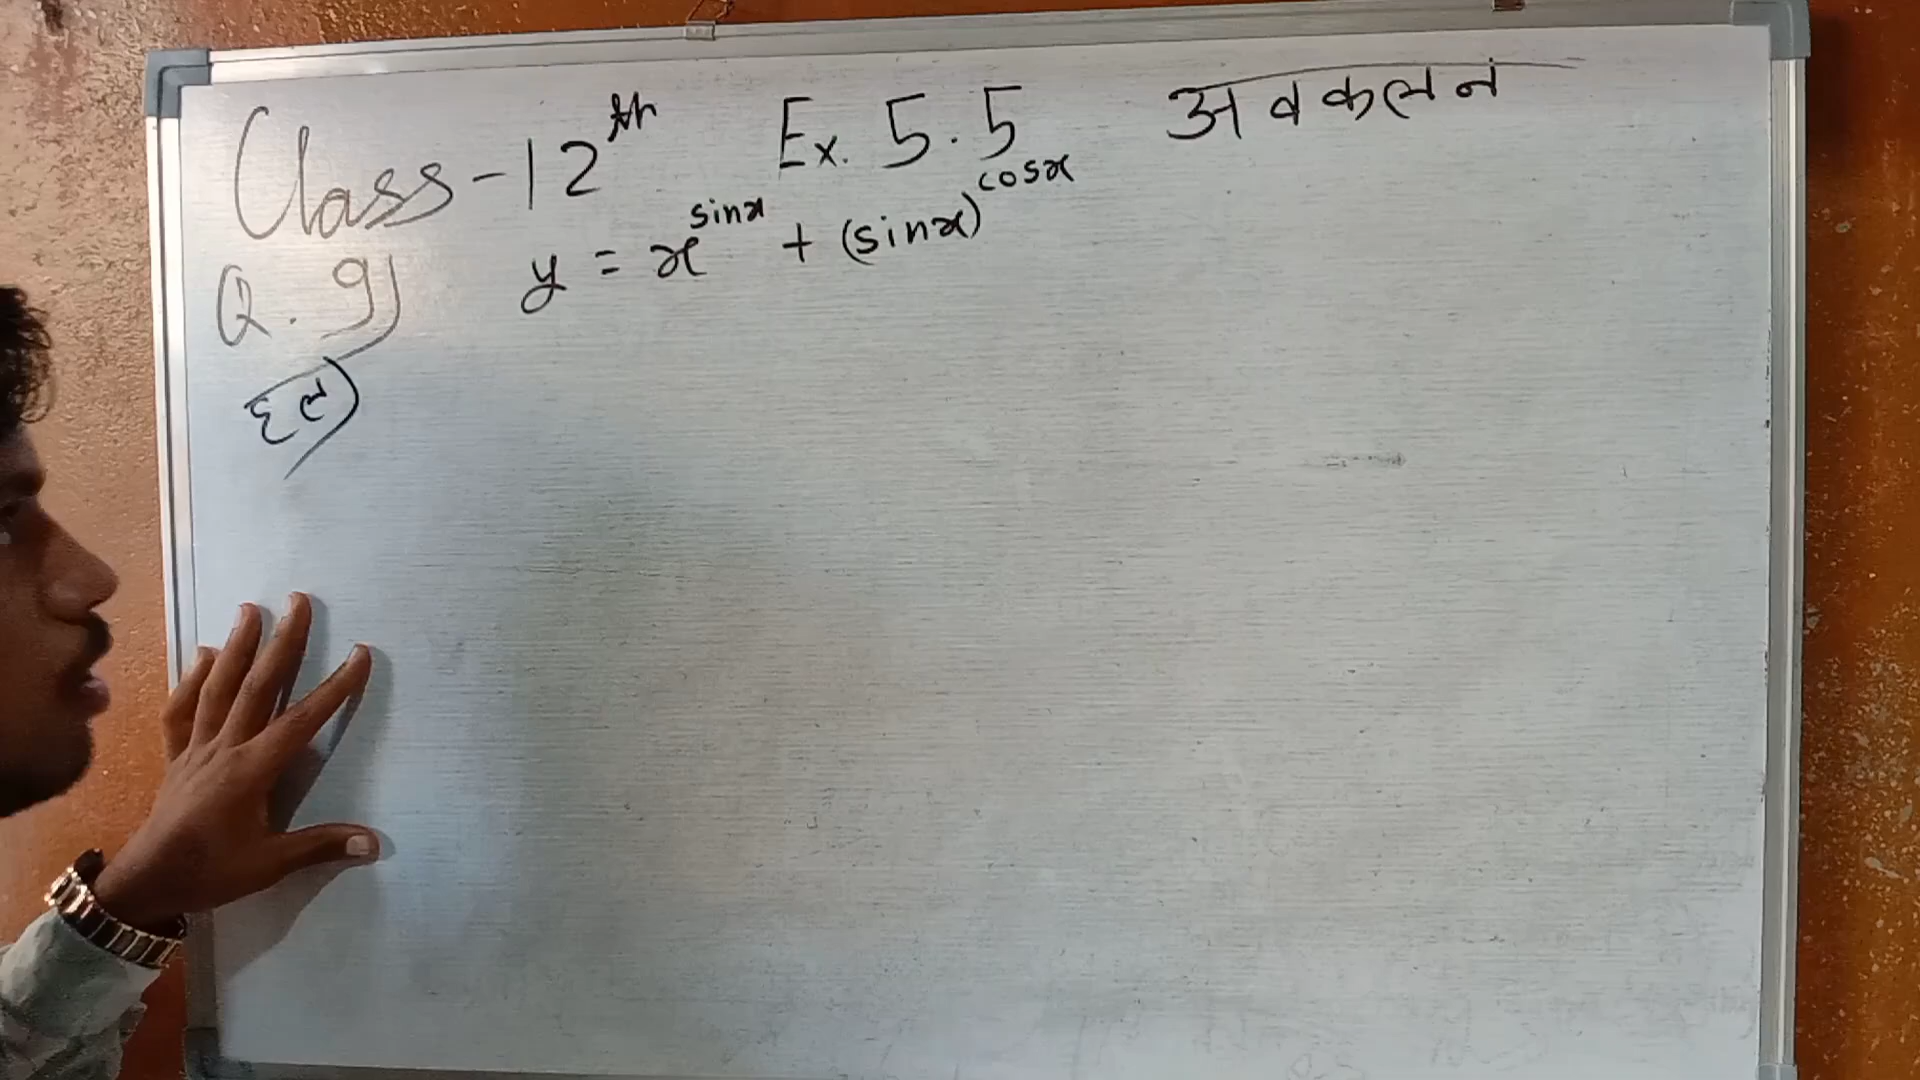 Class-12th Ex. 5.5 अवकलन
Q. 9) y = x^sinx + (sinx)^cosx
हल